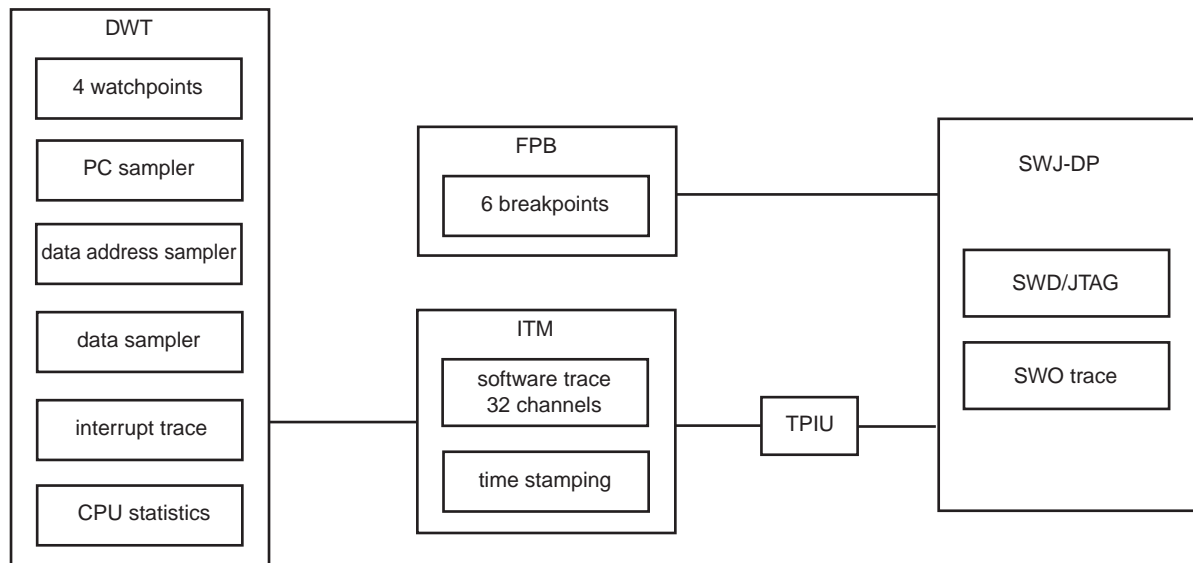 DWT
4 watchpoints
PC sampler
data address sampler
data sampler
interrupt trace
CPU statistics
FPB
6 breakpoints
ITM
software trace
32 channels
time stamping
TPIU
SWJ-DP
SWD/JTAG
SWO trace